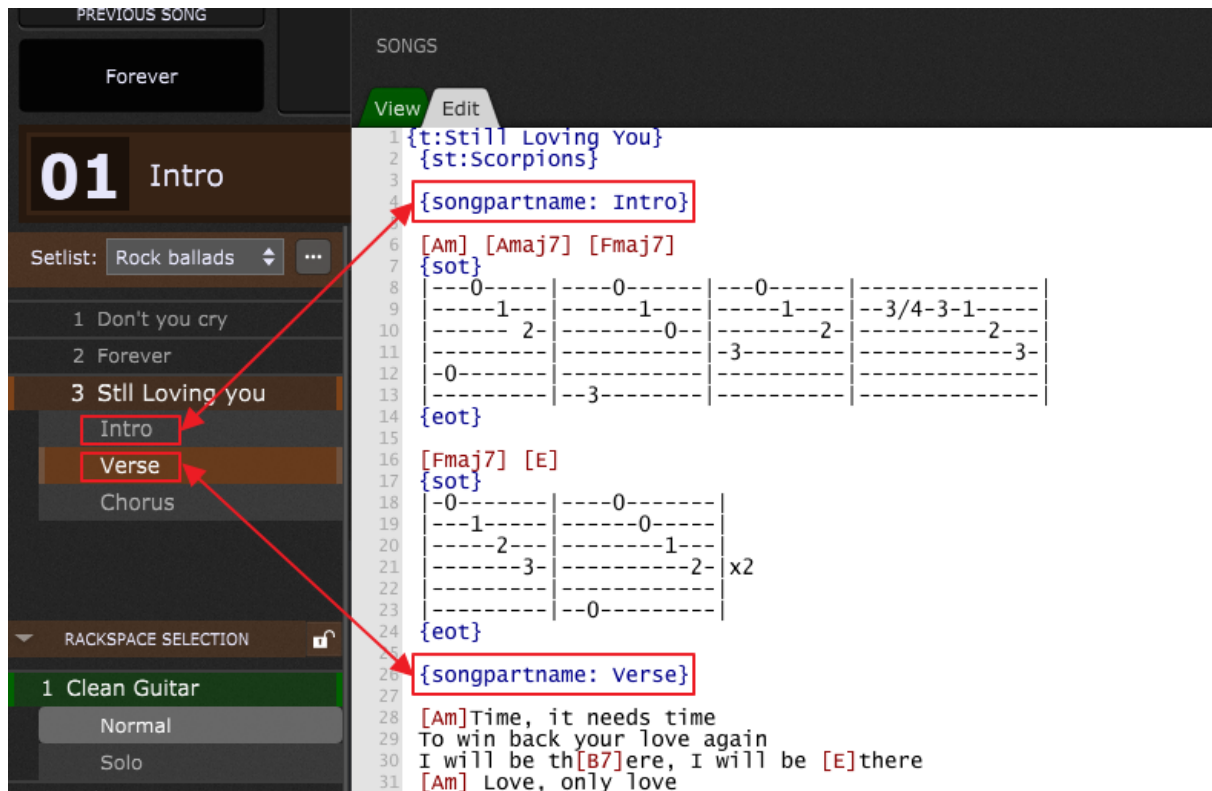 PREVIOUS SONG
Forever
01 Intro
Setlist: Rock ballads ...
1 Don't you cry
2 Forever
3 Stll Loving you
Intro
Verse
Chorus
RACKSPACE SELECTION
1 Clean Guitar
Normal
Solo
SONGS
View Edit
1 {t:Still Loving You}
2 {st:Scorpions}
3
4 {songpartname: Intro}
5
6 [Am] [Amaj7] [Fmaj7]
7 {sot}
8 |---0-----|----0------|---0------|--------------|
9 |-----1---|------1----|-----1----|--3/4-3-1-----|
10 |------ 2-|--------0--|--------2-|----------2---|
11 |---------|-----------|-3--------|------------3-|
12 |-0-------|-----------|----------|--------------|
13 |---------|--3--------|----------|--------------|
14 {eot}
15
16 [Fmaj7] [E]
17 {sot}
18 |-0-------|----0-------|
19 |---1-----|------0-----|
20 |-----2---|--------1---|
21 |-------3-|----------2-|x2
22 |---------|------------|
23 |---------|--0---------|
24 {eot}
25
26 {songpartname: Verse}
27
28 [Am]Time, it needs time
29 To win back your love again
30 I will be th[B7]ere, I will be [E]there
31 [Am] Love, only love